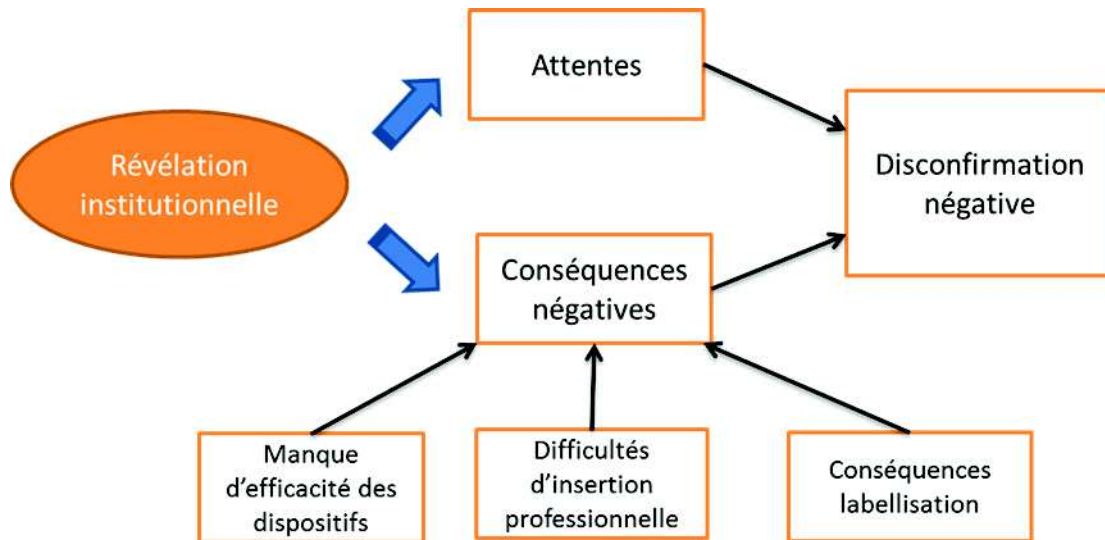 Attentes
Révélation
institutionnelle
Disconfirmation
négative
Conséquences
négatives
Manque
d’efficacité des
dispositifs
Difficultés
d’insertion
professionnelle
Conséquences
labellisation